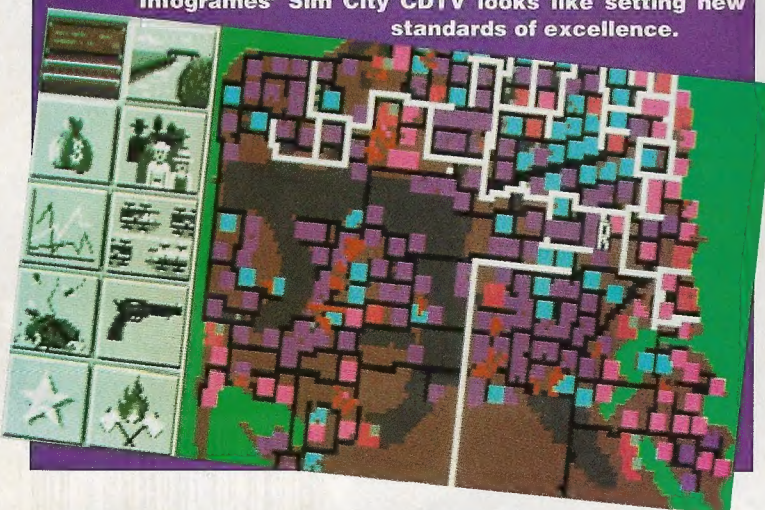 Infogrames' Sim City CDTV looks like setting new
standards of excellence.